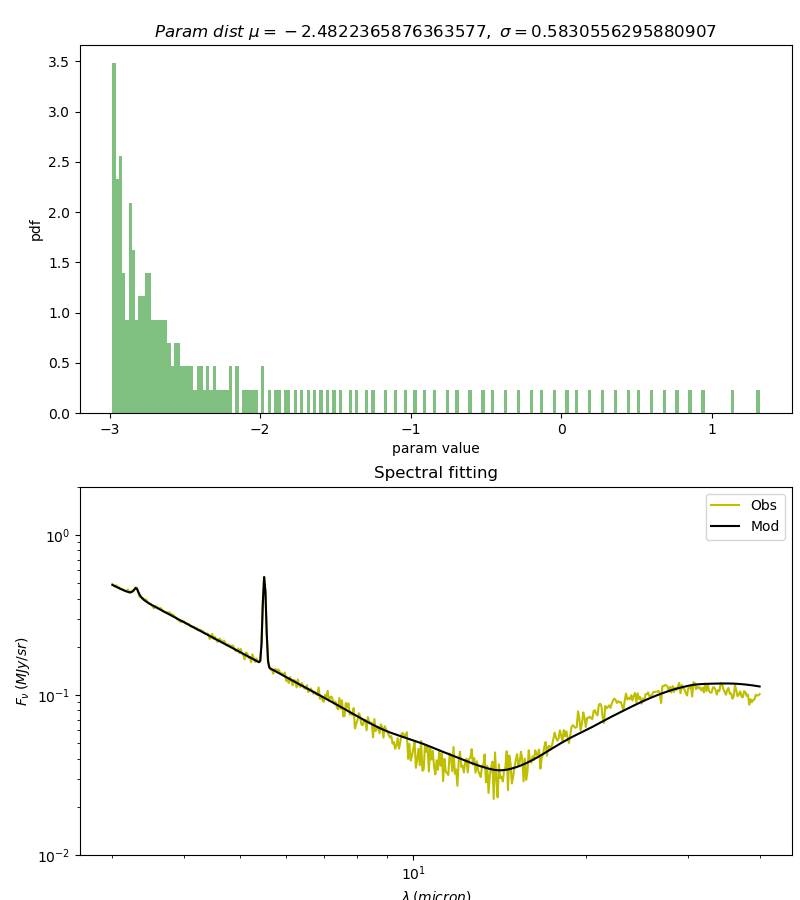 Param dist μ = −2.4822365876363577, σ = 0.5830556295880907
3.5
3.0
2.5
2.0
1.5
1.0
0.5
0.0
pdf
−3 −2 −1 0 1
param value
Spectral fitting
Obs
Mod
10⁰
10⁻¹
10⁻²
Fᵥ (MJy/sr)
10¹
λ (micron)